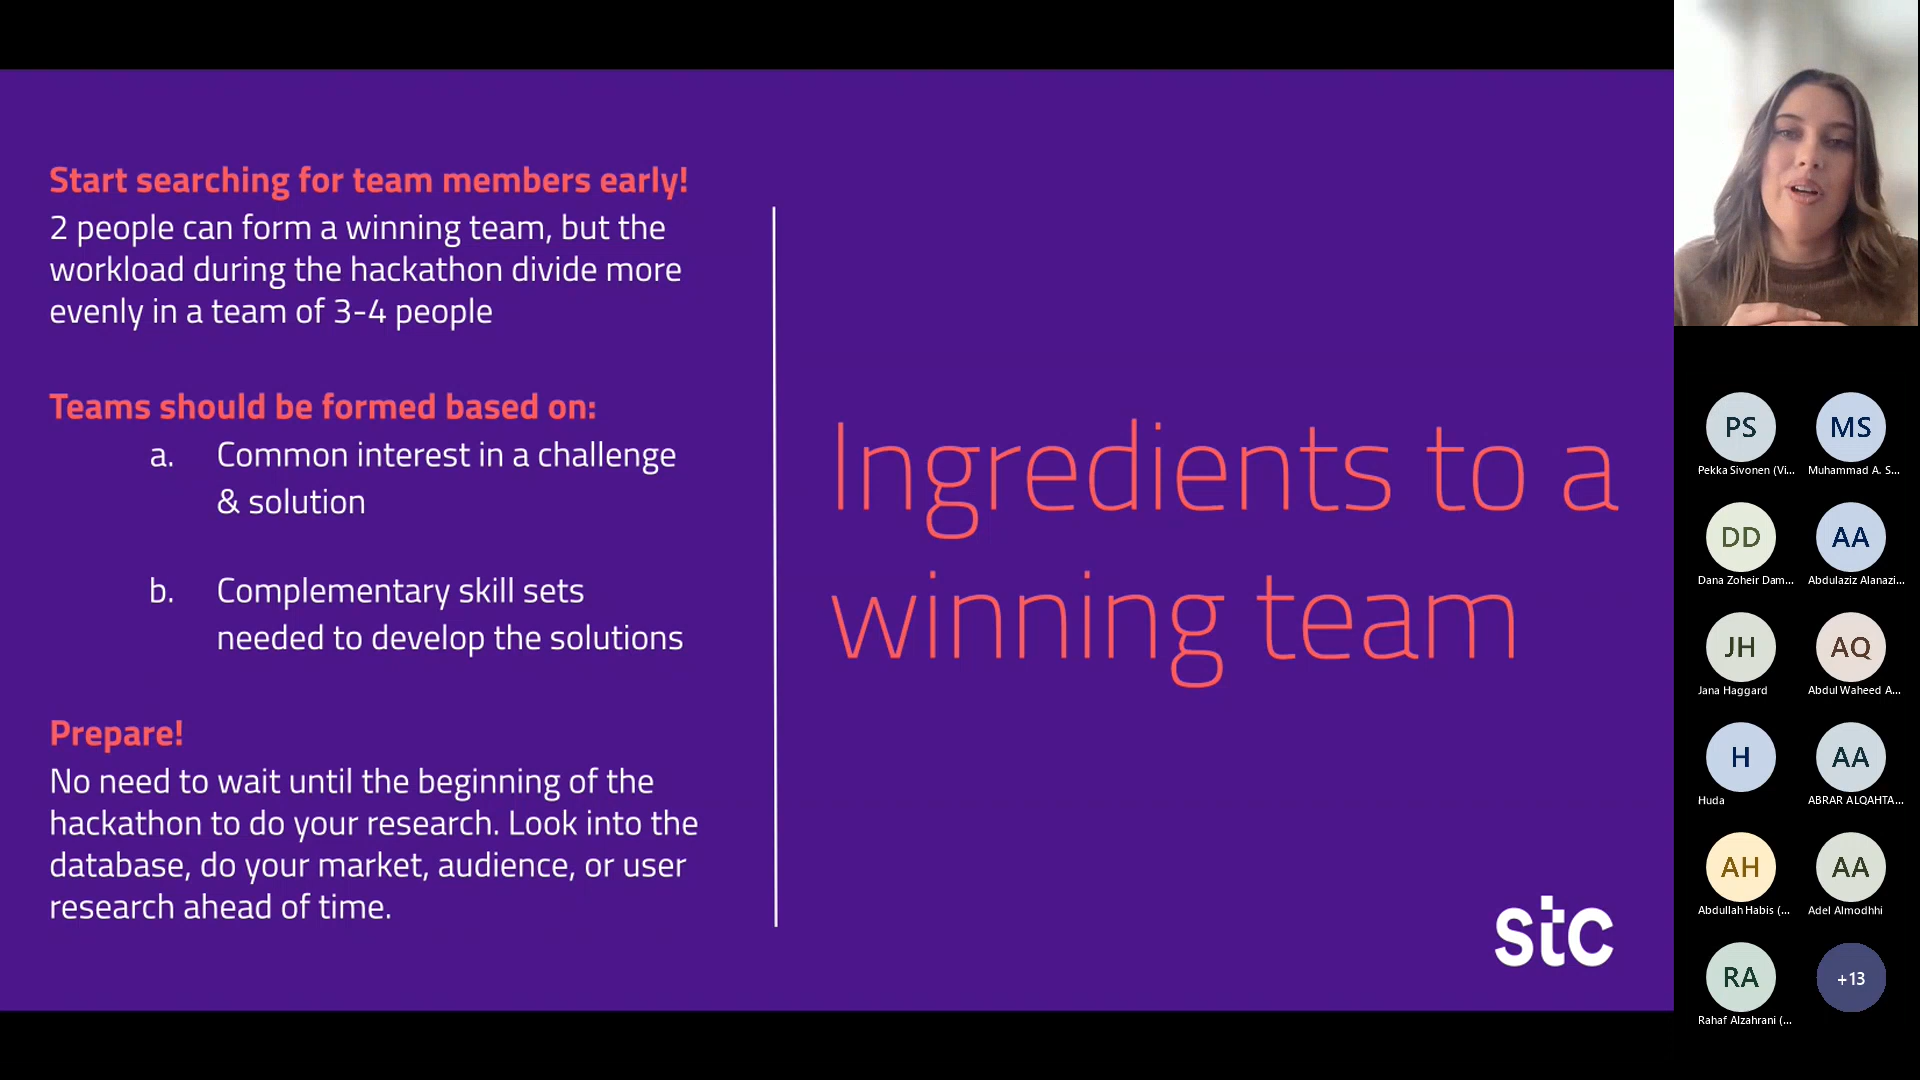 Start searching for team members early!
2 people can form a winning team, but the
workload during the hackathon divide more
evenly in a team of 3-4 people
Teams should be formed based on:
a. Common interest in a challenge
& solution
b. Complementary skill sets
needed to develop the solutions
Prepare!
No need to wait until the beginning of the
hackathon to do your research. Look into the
database, do your market, audience, or user
research ahead of time.
Ingredients to a
winning team
stc
PS
Pekka Sivonen (Vi...
MS
Muhammad A. S...
DD
Dana Zoheir Dam...
AA
Abdulaziz Alanazi...
JH
Jana Haggard
AQ
Abdul Waheed A...
H
Huda
AA
ABRAR ALQAHTA...
AH
Abdullah Habis (...
AA
Adel Almodhhi
RA
Rahaf Alzahrani (...
+13